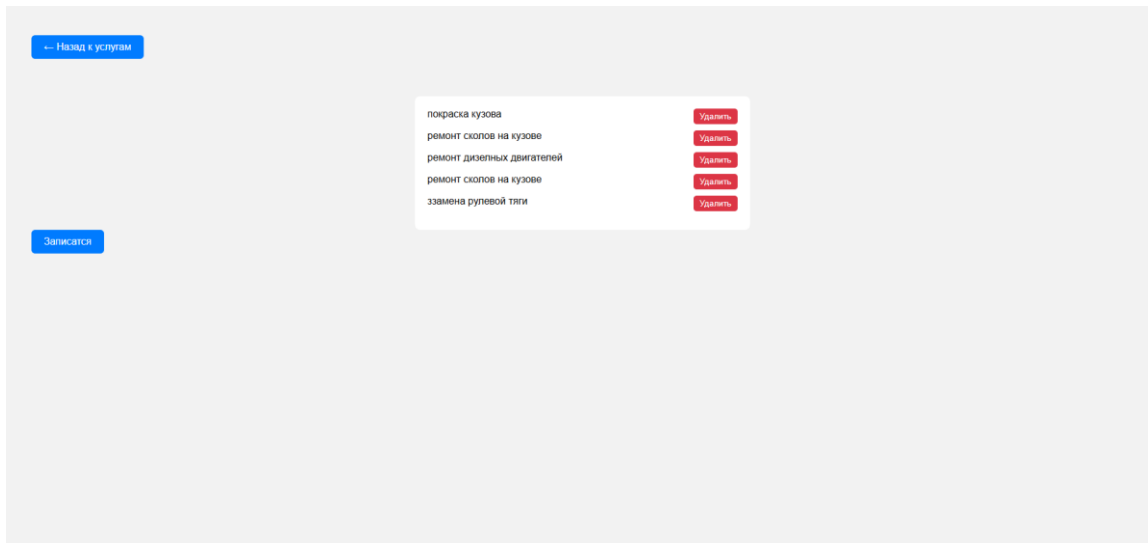 ← Назад к услугам
покраска кузова Удалить
ремонт сколов на кузове Удалить
ремонт дизелных двигателей Удалить
ремонт сколов на кузове Удалить
ззамена рулевой тяги Удалить
Записатся